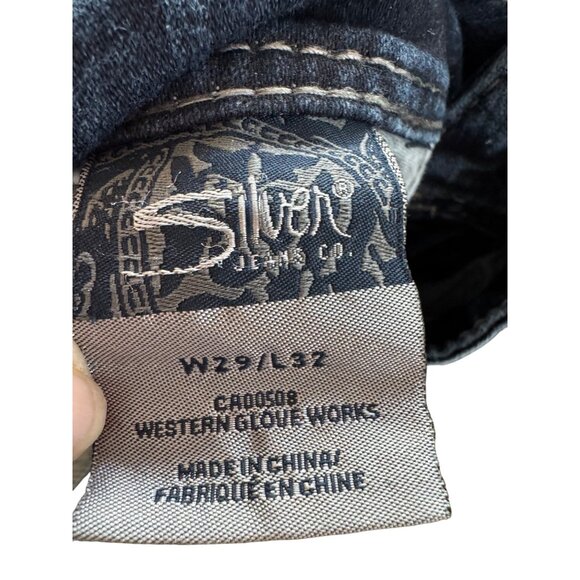 Silver®
JEANS CO.
W29/L32
CA00508
WESTERN GLOVE WORKS
MADE IN CHINA/
FABRIQUÉ EN CHINE